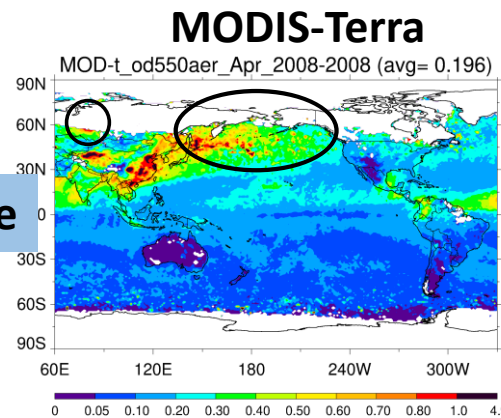 MODIS-Terra
MOD-t_od550aer_Apr_2008-2008 (avg= 0.196)
90N
60N
30N
e
0
30S
60S
90S
60E 120E 180 240W 300W
0 0.05 0.10 0.20 0.30 0.40 0.50 0.60 0.70 0.80 1.0 4.